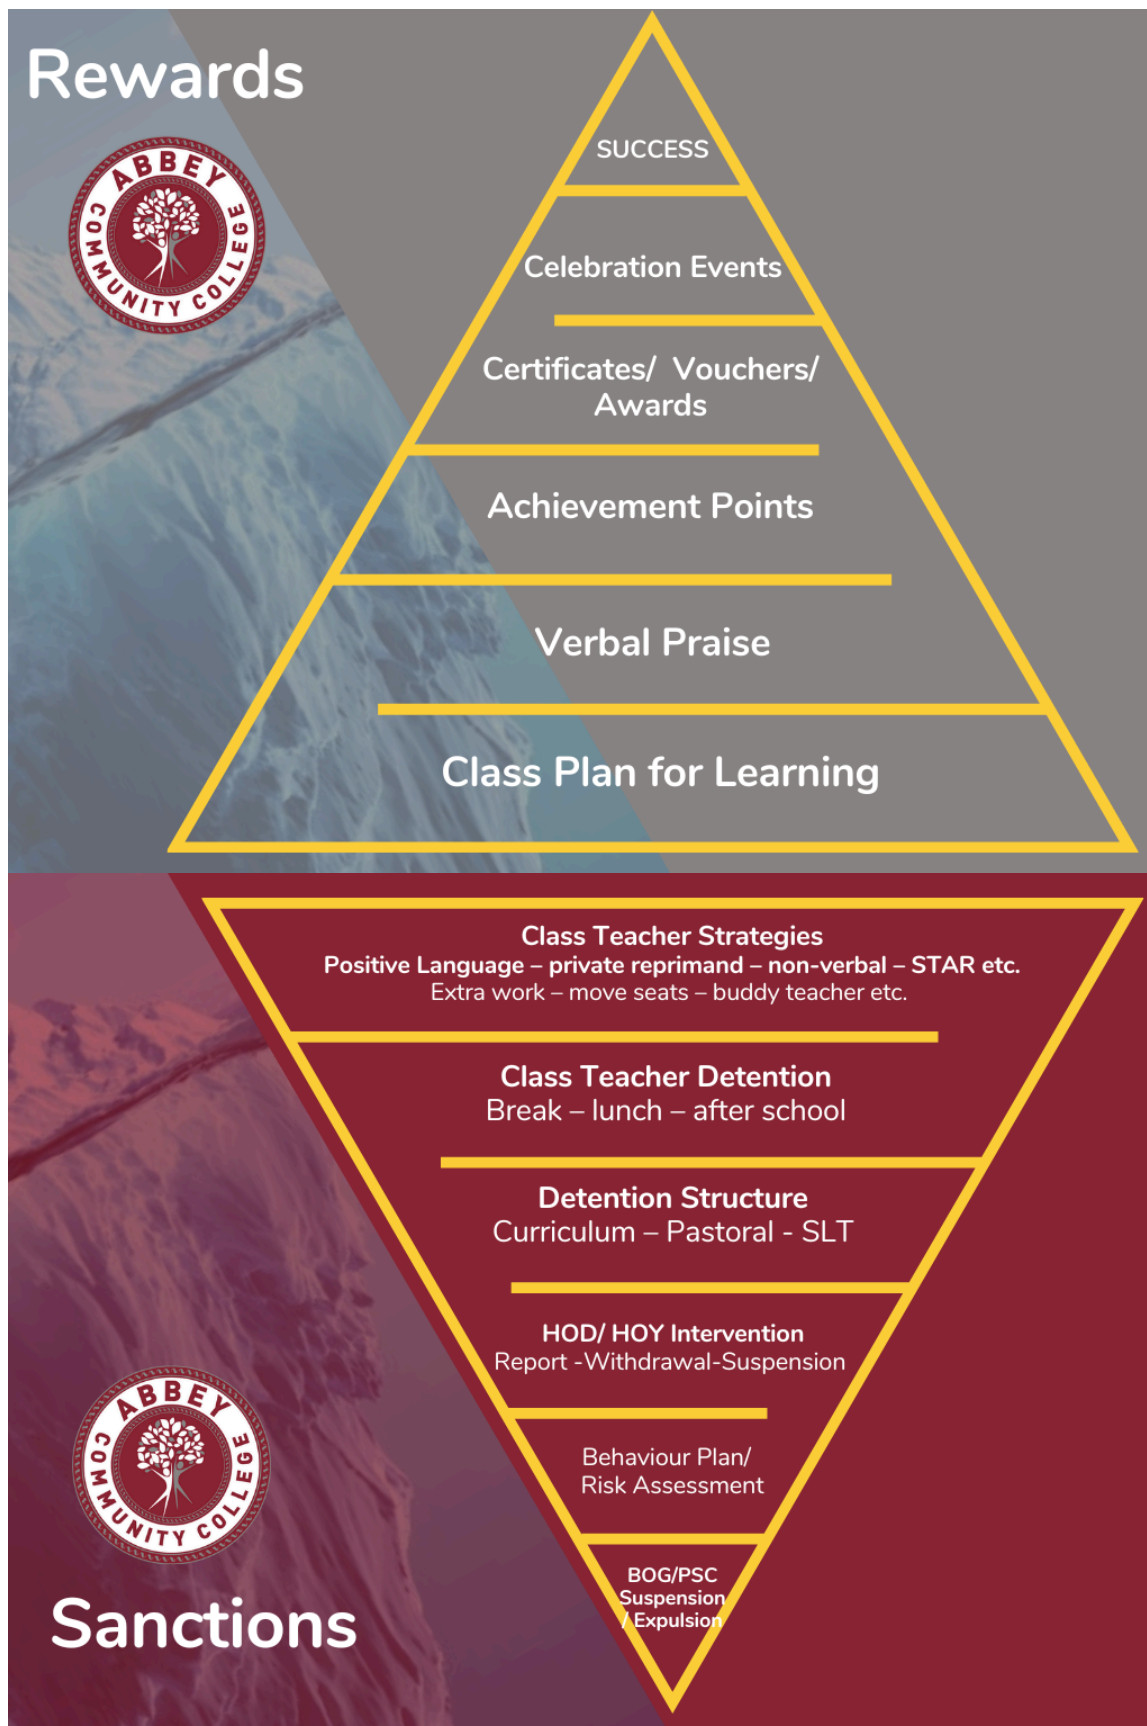 Rewards
ABBEY
COMMUNITY COLLEGE
SUCCESS
Celebration Events
Certificates/ Vouchers/
Awards
Achievement Points
Verbal Praise
Class Plan for Learning
Class Teacher Strategies
Positive Language – private reprimand – non-verbal – STAR etc.
Extra work – move seats – buddy teacher etc.
Class Teacher Detention
Break – lunch – after school
Detention Structure
Curriculum – Pastoral - SLT
HOD/ HOY Intervention
Report -Withdrawal-Suspension
Behaviour Plan/
Risk Assessment
BOG/PSC
Suspension
/ Expulsion
ABBEY
COMMUNITY COLLEGE
Sanctions